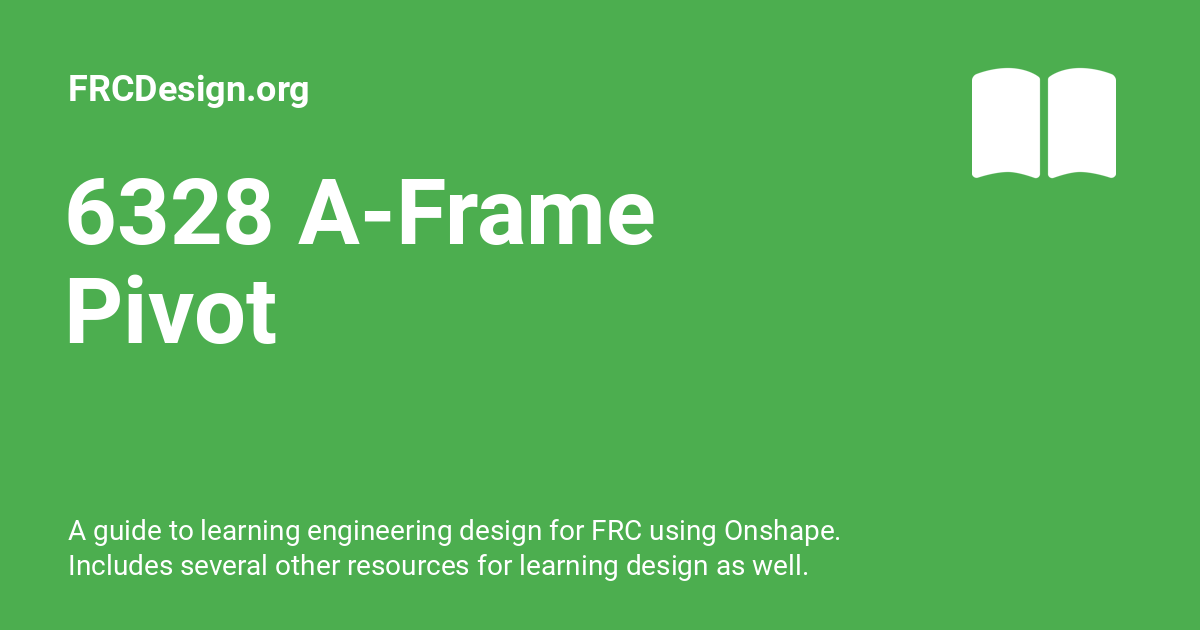 FRCDesign.org
6328 A-Frame
Pivot
A guide to learning engineering design for FRC using Onshape.
Includes several other resources for learning design as well.